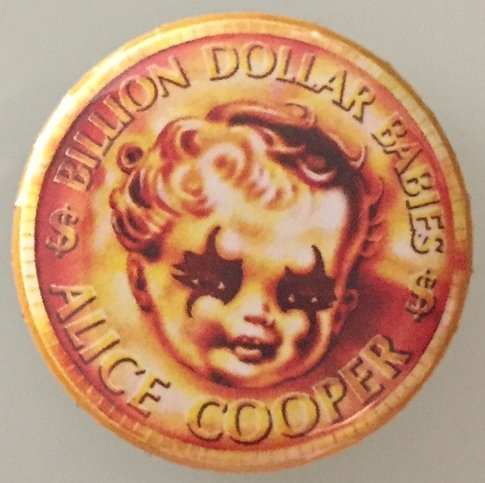 $ BILLION DOLLAR BABIES $
ALICE COOPER